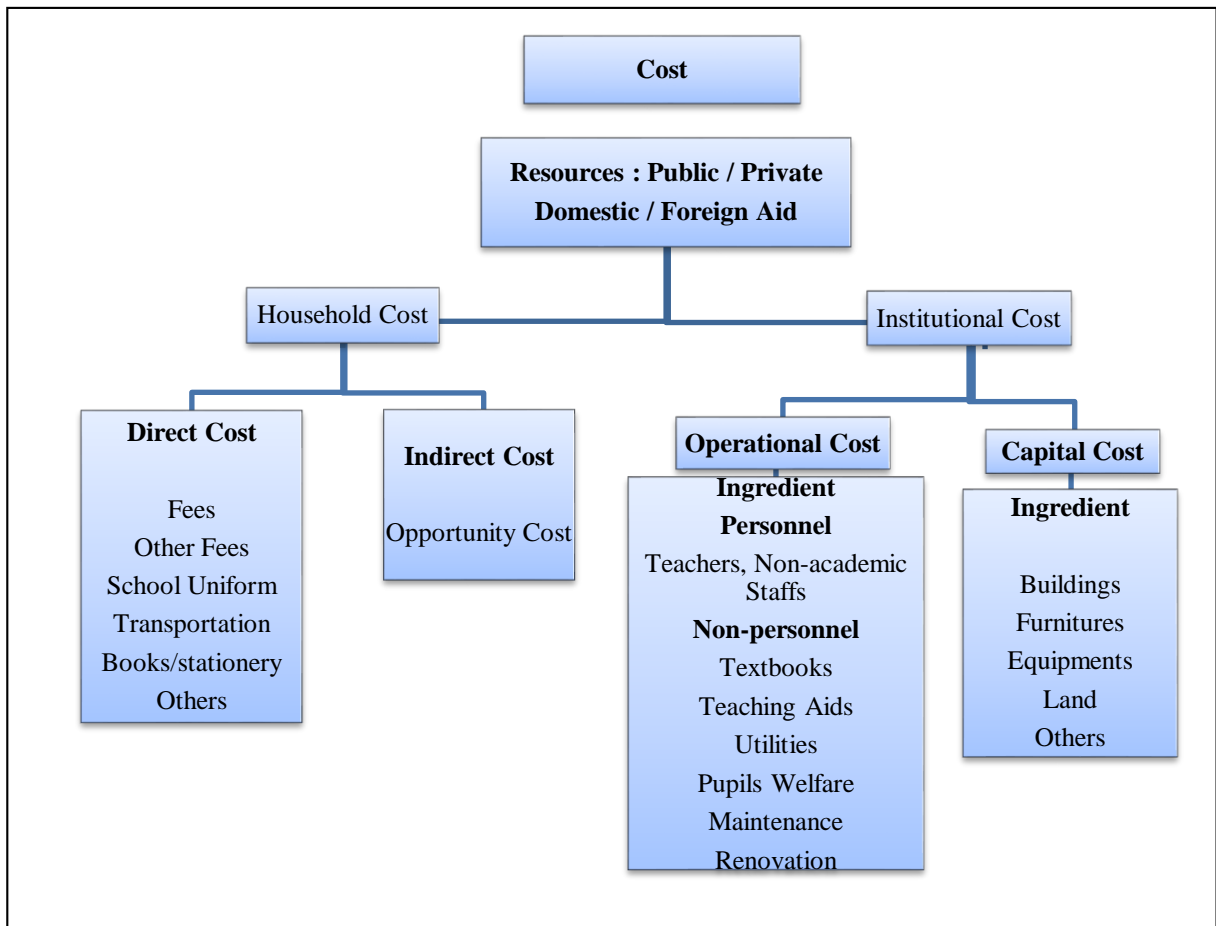 Cost
Resources : Public / Private
Domestic / Foreign Aid
Household Cost
Institutional Cost
Direct Cost
Fees
Other Fees
School Uniform
Transportation
Books/stationery
Others
Indirect Cost
Opportunity Cost
Operational Cost
Ingredient
Personnel
Teachers, Non-academic
Staffs
Non-personnel
Textbooks
Teaching Aids
Utilities
Pupils Welfare
Maintenance
Renovation
Capital Cost
Ingredient
Buildings
Furnitures
Equipments
Land
Others